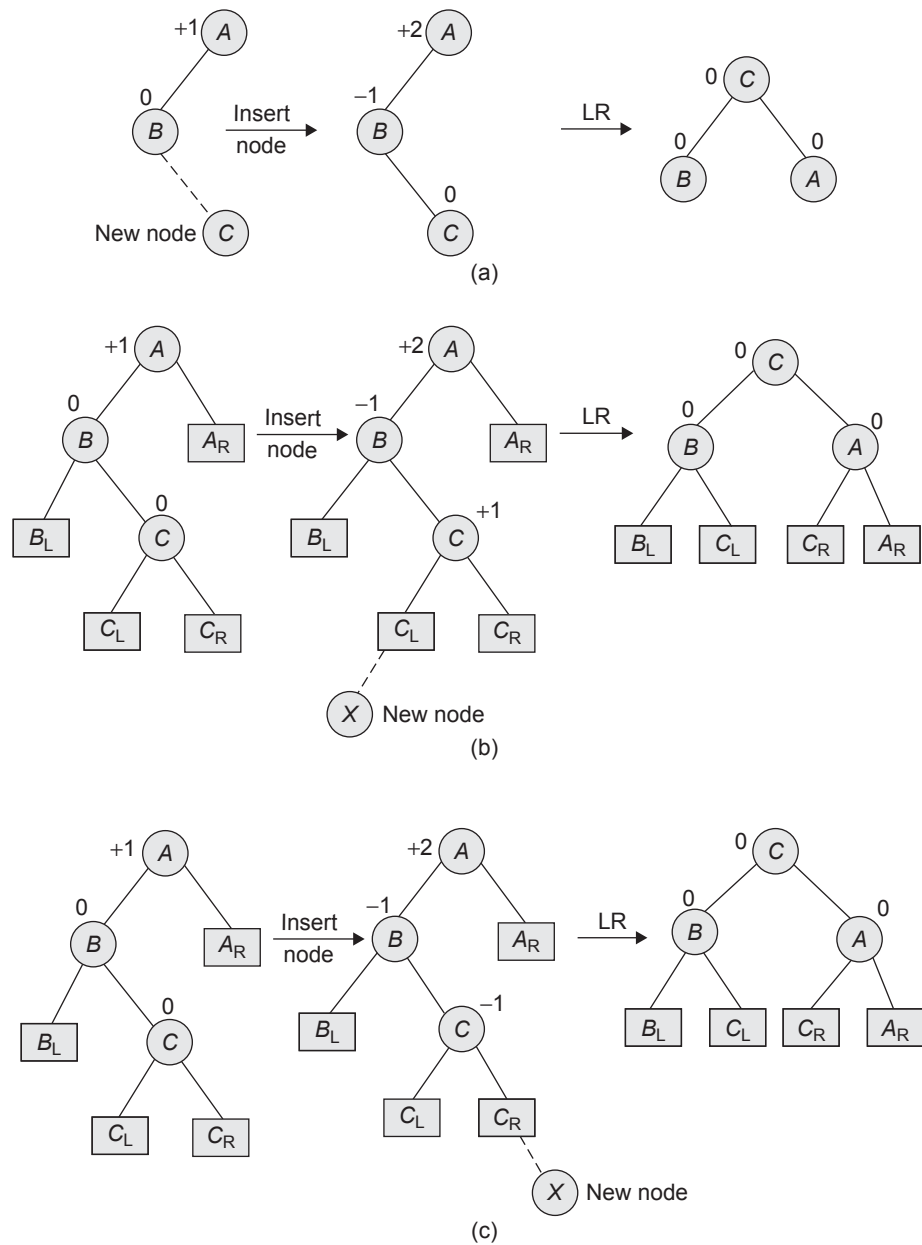 +1 A +2 A
0 C
0 −1
B Insert node B LR 0 0
B A
0
New node C C
(a)
+1 A +2 A 0 C
0 −1 0 0
B Insert node B LR B A
A_R A_R
0 +1
B_L C B_L C B_L C_L C_R A_R
C_L C_R C_L C_R
X New node
(b)
+1 A +2 A 0 C
0 −1 0 0
B Insert node B LR B A
A_R A_R
0 −1
B_L C B_L C B_L C_L C_R A_R
C_L C_R C_L C_R
X New node
(c)